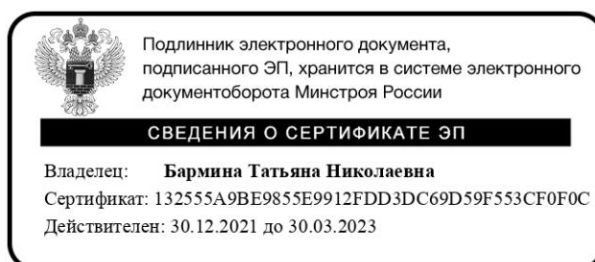 Подлинник электронного документа,
подписанного ЭП, хранится в системе электронного
документоборота Минстроя России
СВЕДЕНИЯ О СЕРТИФИКАТЕ ЭП
Владелец: Бармина Татьяна Николаевна
Сертификат: 132555A9BE9855E9912FDD3DC69D59F553CF0F0C
Действителен: 30.12.2021 до 30.03.2023